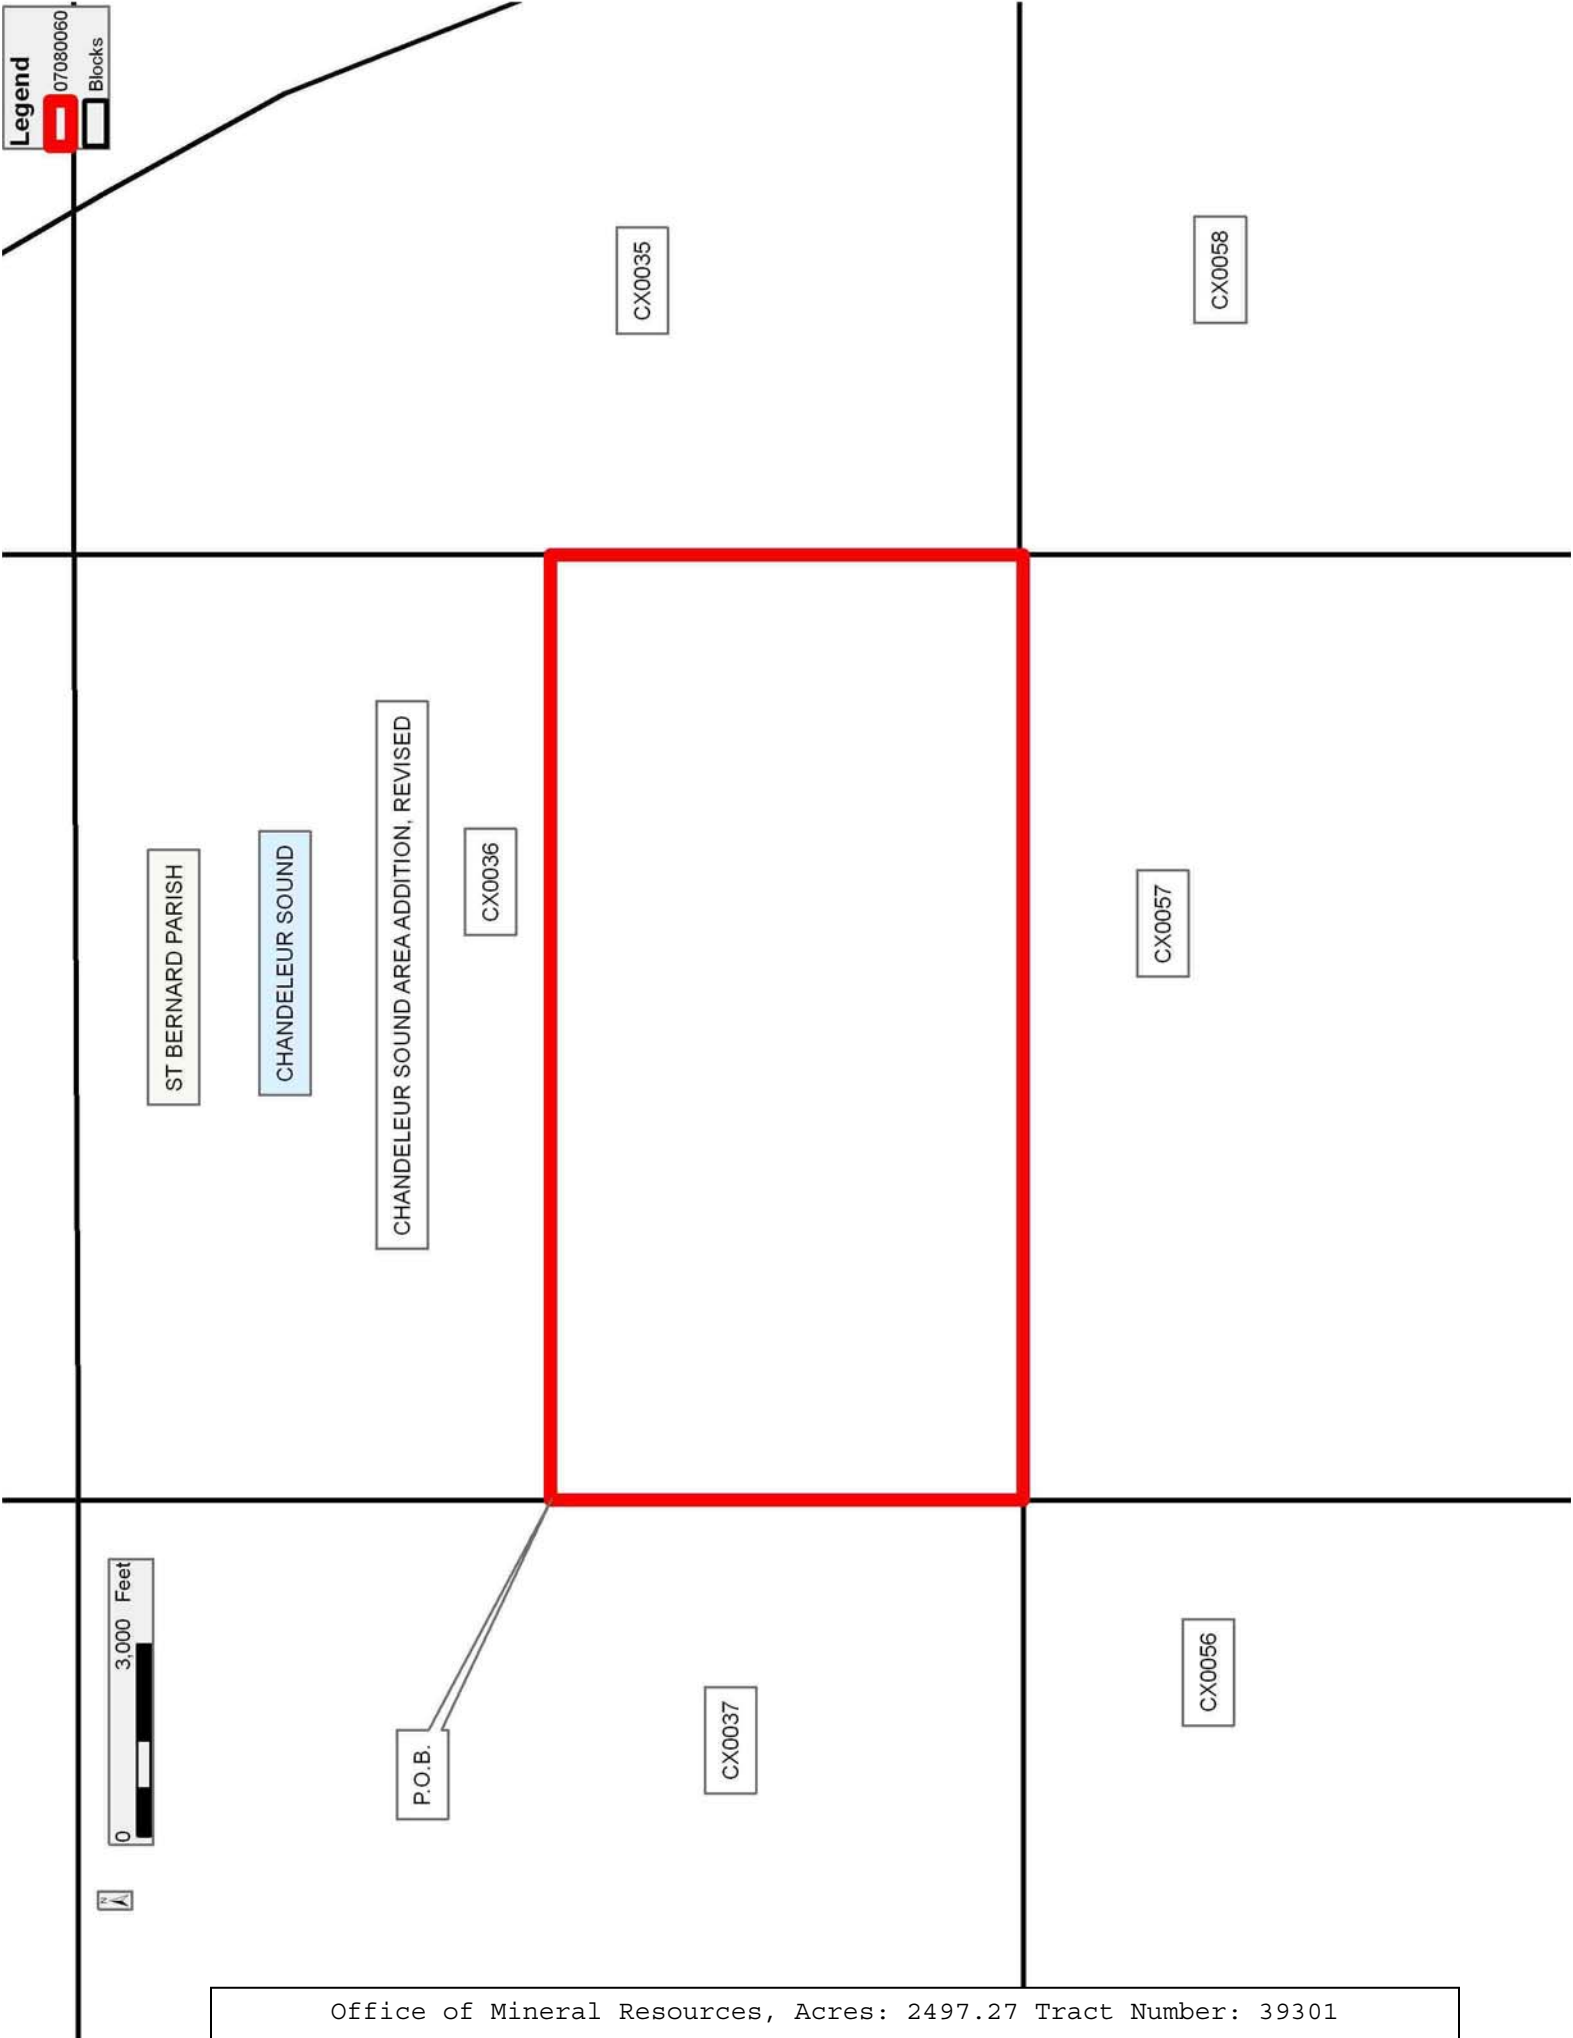 Legend
07080060
Blocks
ST BERNARD PARISH
CHANDELEUR SOUND
CHANDELEUR SOUND AREA ADDITION, REVISED
CX0036
CX0035
CX0058
CX0057
CX0037
CX0056
P.O.B.
0 3,000 Feet
N
Office of Mineral Resources, Acres: 2497.27 Tract Number: 39301